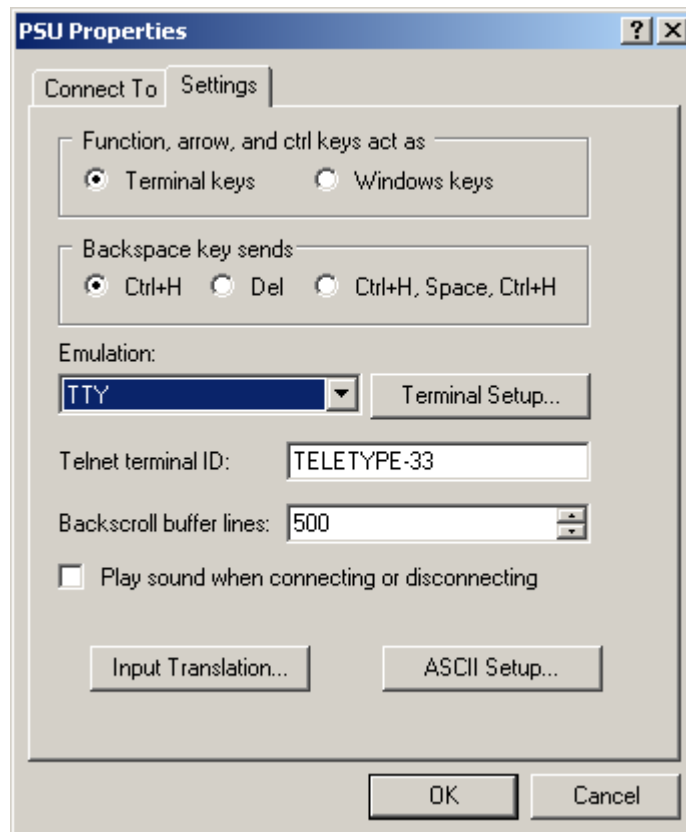 PSU Properties
Connect To Settings
Function, arrow, and ctrl keys act as
Terminal keys Windows keys
Backspace key sends
Ctrl+H Del Ctrl+H, Space, Ctrl+H
Emulation:
TTY Terminal Setup...
Telnet terminal ID: TELETYPE-33
Backscroll buffer lines: 500
Play sound when connecting or disconnecting
Input Translation... ASCII Setup...
OK Cancel